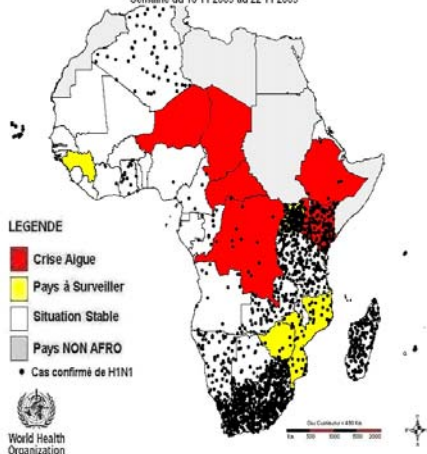 LEGENDE
Crise Aigue
Pays à Surveiller
Situation Stable
Pays NON AFRO
Cas confirmé de H1N1
World Health
Organization